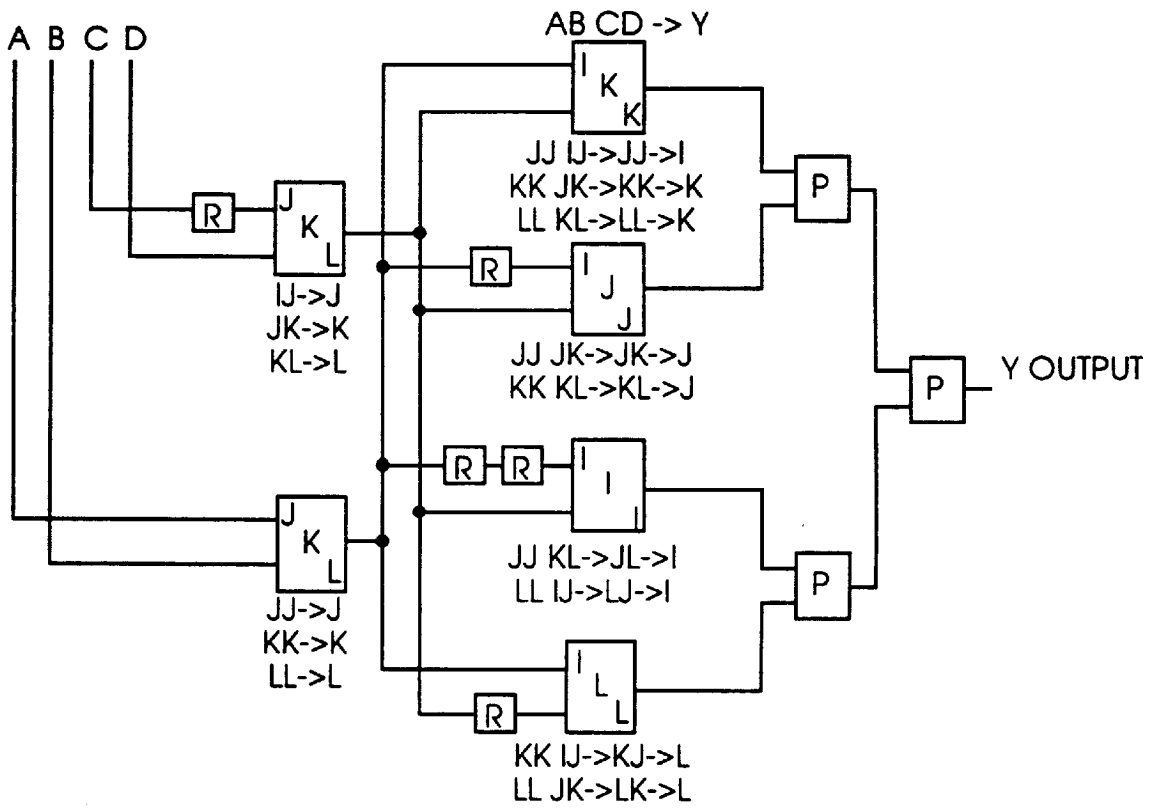 AB CD -> Y
A B C D
I
K
K
JJ IJ->JJ->I
KK JK->KK->K
LL KL->LL->K
P
R
J
K
L
IJ->J
JK->K
KL->L
R
I
J
J
JJ JK->JK->J
KK KL->KL->J
P
Y OUTPUT
R
R
I
I
I
JJ KL->JL->I
LL IJ->LJ->I
J
K
L
JJ->J
KK->K
LL->L
P
R
I
L
L
KK IJ->KJ->L
LL JK->LK->L